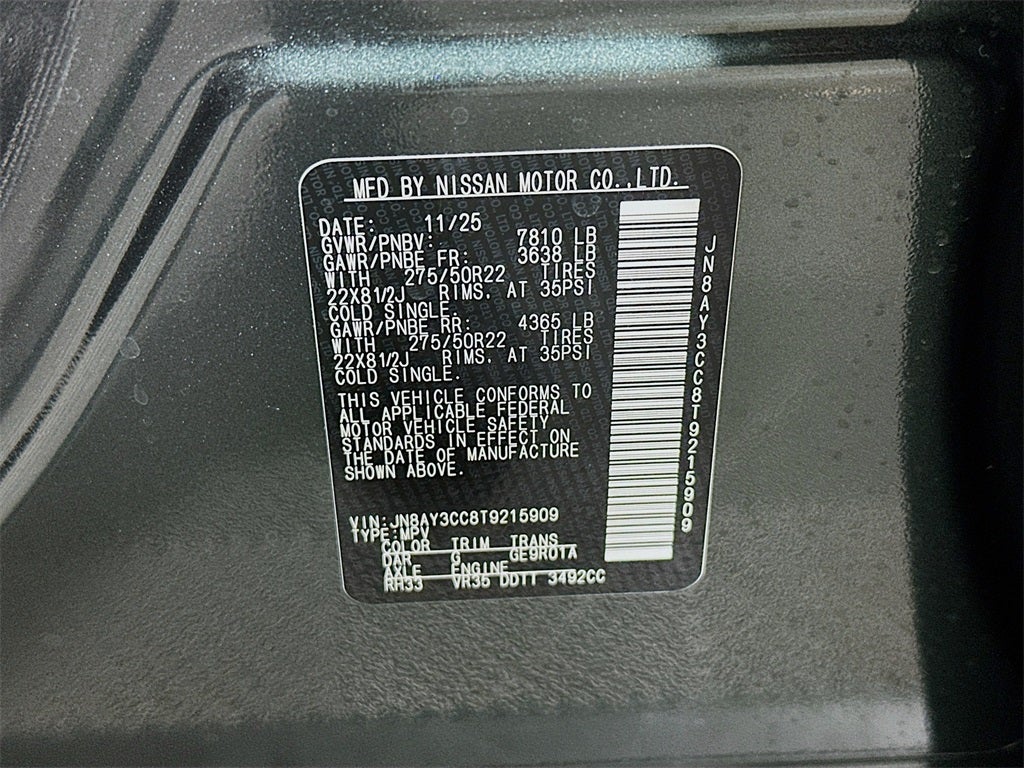 MFD BY NISSAN MOTOR CO.,LTD.
DATE: 11/25
GVWR/PNBV: 7810 LB
GAWR/PNBE FR: 3638 LB
WITH 275/50R22 TIRES
22X81/2J RIMS. AT 35PSI
COLD SINGLE.
GAWR/PNBE RR: 4365 LB
WITH 275/50R22 TIRES
22X81/2J RIMS. AT 35PSI
COLD SINGLE.
THIS VEHICLE CONFORMS TO
ALL APPLICABLE FEDERAL
MOTOR VEHICLE SAFETY
STANDARDS IN EFFECT ON
THE DATE OF MANUFACTURE
SHOWN ABOVE.
VIN:JN8AY3CC8T9215909
TYPE:MPV
COLOR TRIM TRANS
DAR G GE9R01A
AXLE ENGINE
RH33 VR35 DDTT 3492CC
JN8AY3CC8T9215909